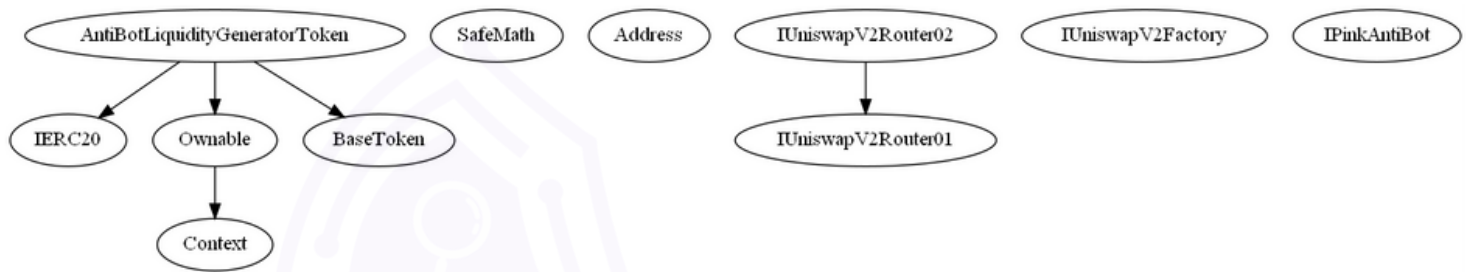 AntiBotLiquidityGeneratorToken SafeMath Address IUniswapV2Router02 IUniswapV2Factory IPinkAntiBot
IERC20 Ownable BaseToken IUniswapV2Router01
Context